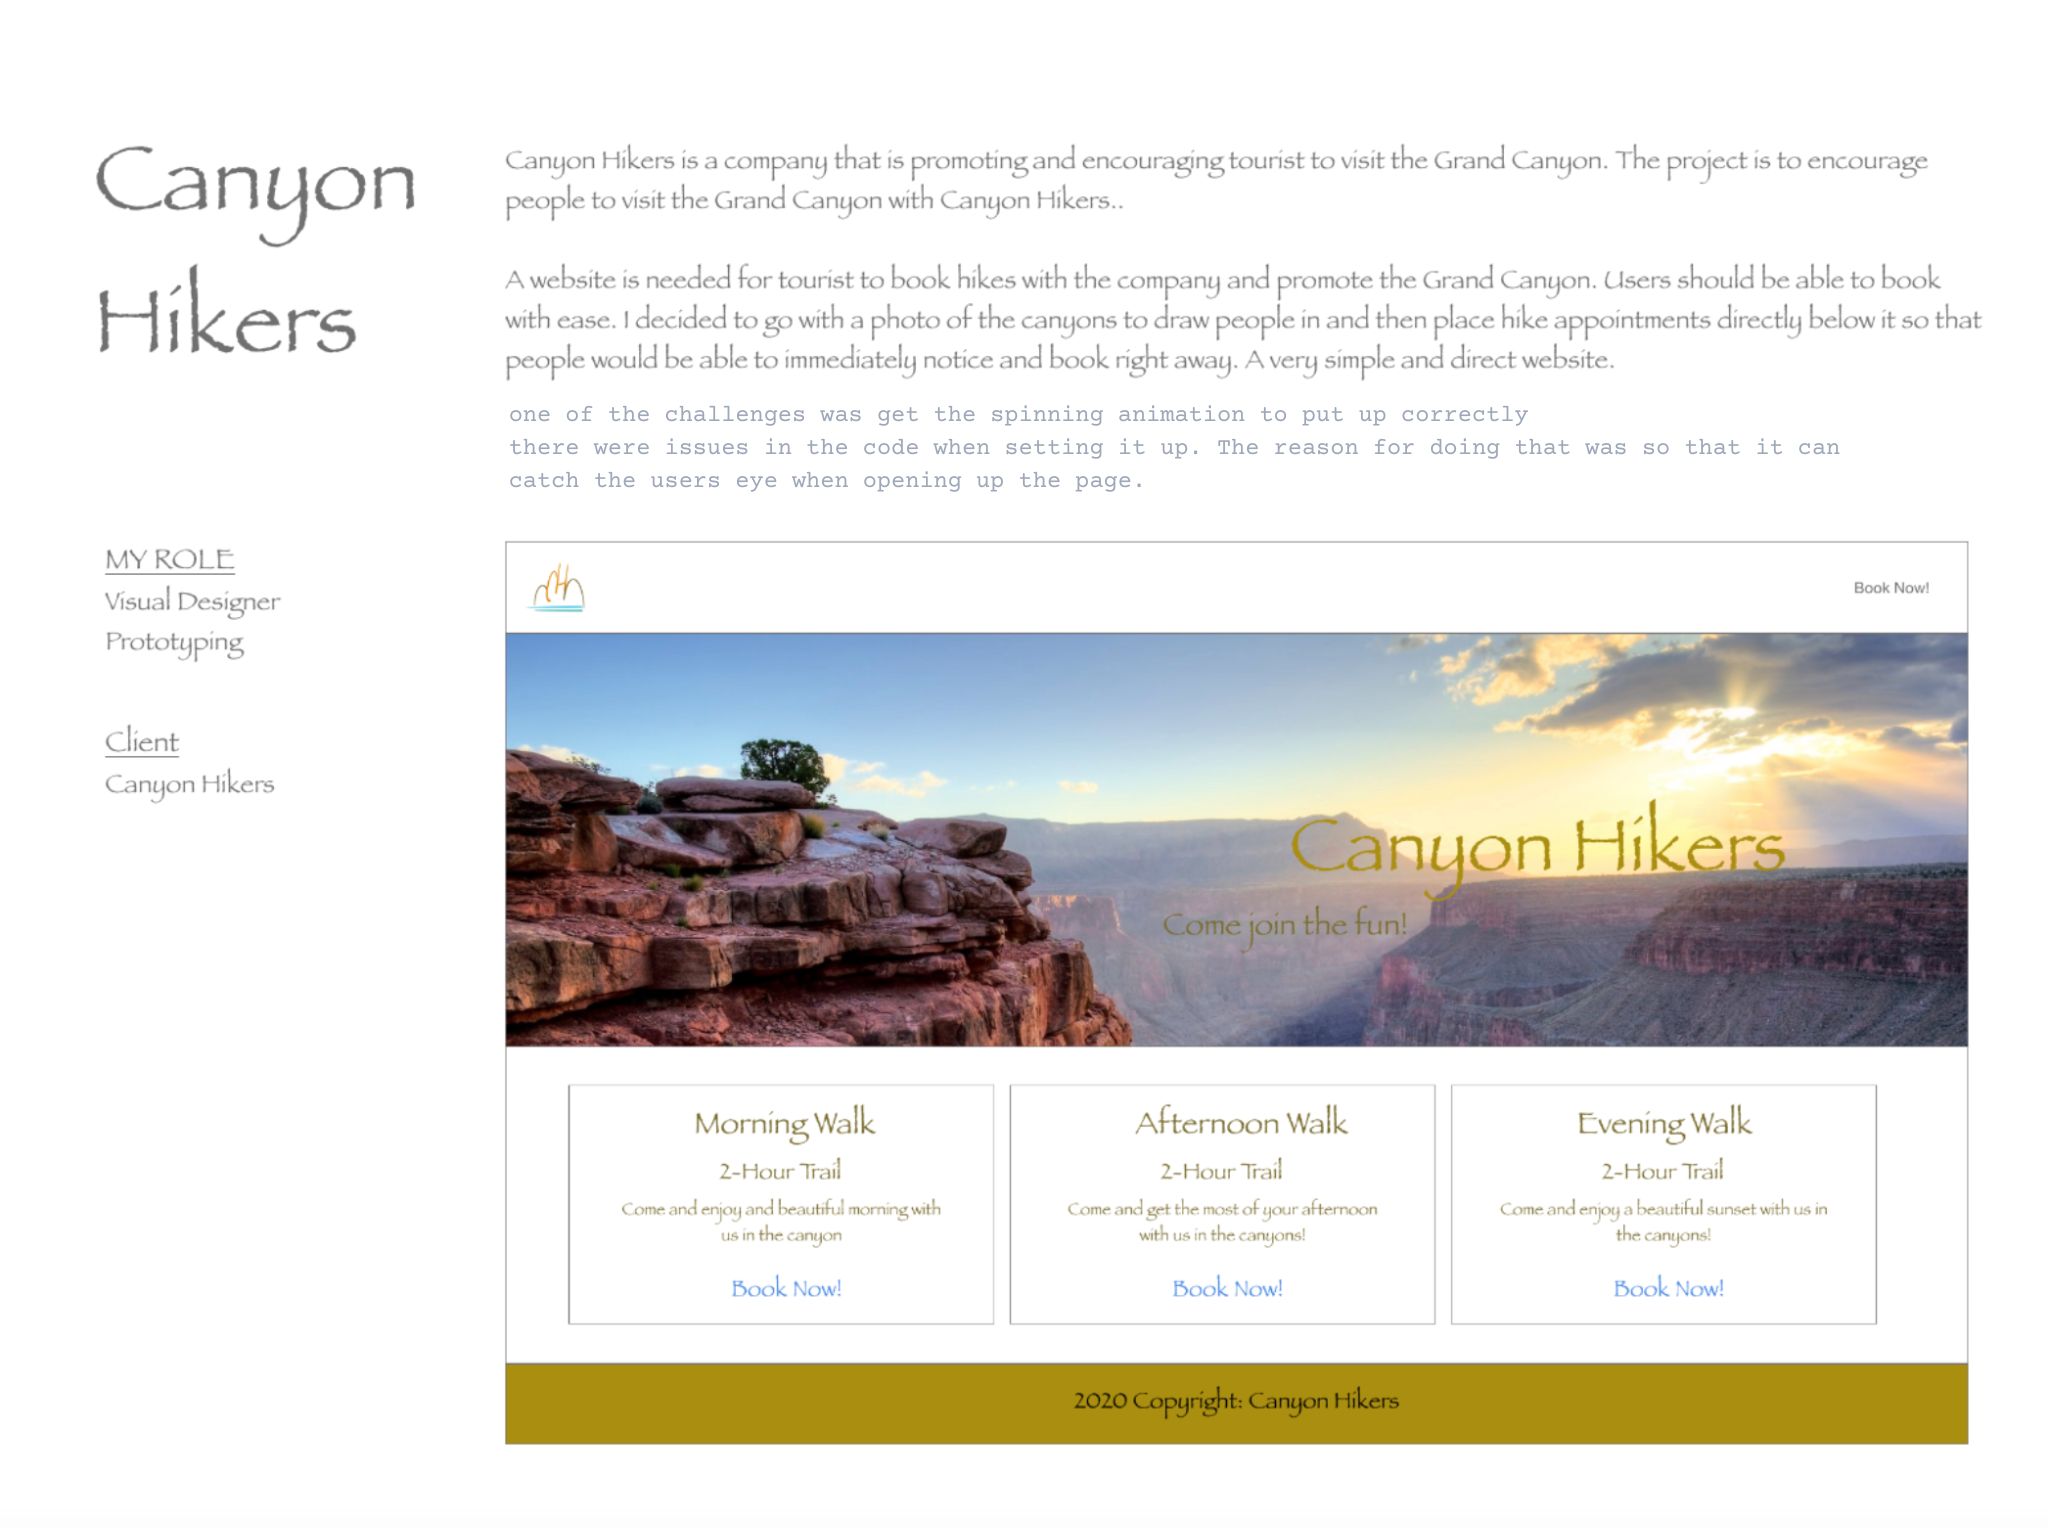 Canyon
Hikers
Canyon Hikers is a company that is promoting and encouraging tourist to visit the Grand Canyon. The project is to encourage
people to visit the Grand Canyon with Canyon Hikers..
A website is needed for tourist to book hikes with the company and promote the Grand Canyon. Users should be able to book
with ease. I decided to go with a photo of the canyons to draw people in and then place hike appointments directly below it so that
people would be able to immediately notice and book right away. A very simple and direct website.
one of the challenges was get the spinning animation to put up correctly
there were issues in the code when setting it up. The reason for doing that was so that it can
catch the users eye when opening up the page.
MY ROLE
Visual Designer
Prototyping
Client
Canyon Hikers
Book Now!
Canyon Hikers
Come join the fun!
Morning Walk
2-Hour Trail
Come and enjoy and beautiful morning with
us in the canyon
Book Now!
Afternoon Walk
2-Hour Trail
Come and get the most of your afternoon
with us in the canyons!
Book Now!
Evening Walk
2-Hour Trail
Come and enjoy a beautiful sunset with us in
the canyons!
Book Now!
2020 Copyright: Canyon Hikers